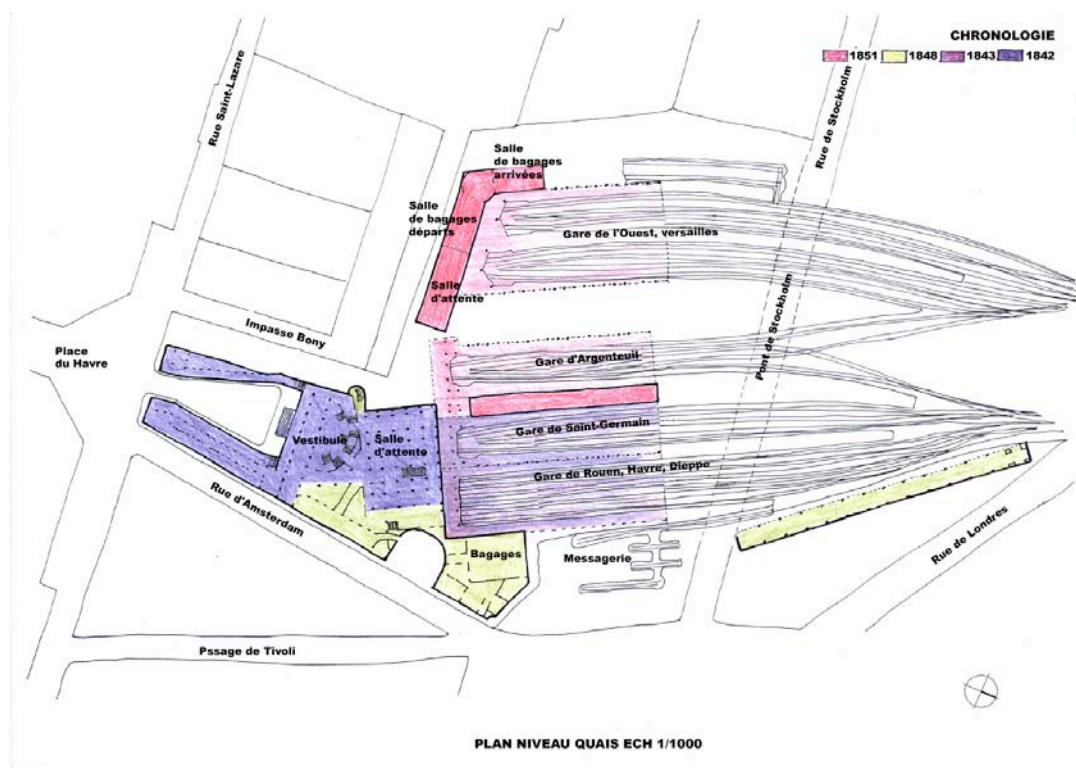 CHRONOLOGIE
1851 1848 1843 1842
Rue Saint-Lazare
Rue de Stockholm
Salle
de bagages
arrivées
Salle
de bagages
départs
Gare de l'Ouest, versailles
Salle
d'attente
Pont de Stockholm
Impasse Bony
Place
du Havre
Gare d'Argenteuil
Vestibule
Salle
d'attente
Gare de Saint-Germain
Gare de Rouen, Havre, Dieppe
Rue d'Amsterdam
Bagages
Messagerie
Rue de Londres
Pssage de Tivoli
PLAN NIVEAU QUAIS ECH 1/1000